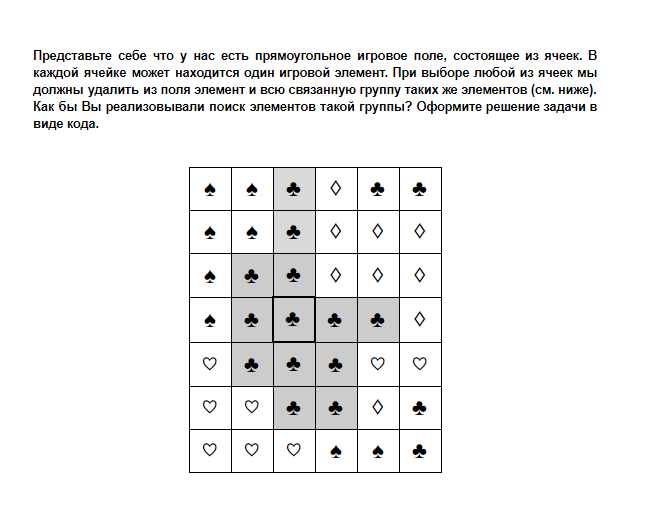 Представьте себе что у нас есть прямоугольное игровое поле, состоящее из ячеек. В
каждой ячейке может находится один игровой элемент. При выборе любой из ячеек мы
должны удалить из поля элемент и всю связанную группу таких же элементов (см. ниже).
Как бы Вы реализовывали поиск элементов такой группы? Оформите решение задачи в
виде кода.
♠ ♠ ♣ ♢ ♣ ♣
♠ ♠ ♣ ♢ ♢ ♢
♠ ♣ ♣ ♢ ♢ ♢
♠ ♣ ♣ ♣ ♣ ♢
♡ ♣ ♣ ♣ ♡ ♡
♡ ♡ ♣ ♣ ♢ ♣
♡ ♡ ♡ ♠ ♠ ♣